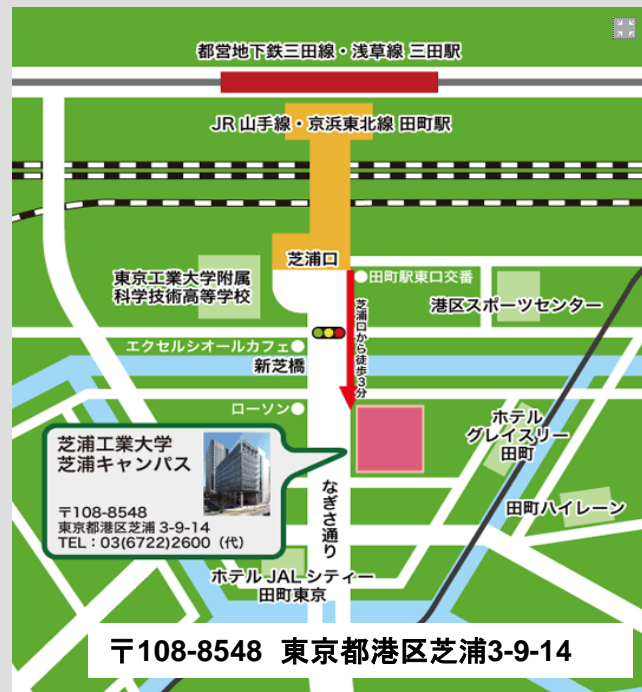 都営地下鉄三田線・浅草線 三田駅
JR 山手線・京浜東北線 田町駅
芝浦口
田町駅東口交番
東京工業大学附属
科学技術高等学校
港区スポーツセンター
芝浦口から徒歩3分
エクセルシオールカフェ
新芝橋
ローソン
ホテル
グレイスリー
田町
芝浦工業大学
芝浦キャンパス
〒108-8548
東京都港区芝浦 3-9-14
TEL：03(6722)2600（代）
なぎさ通り
田町ハイレーン
ホテル JAL シティー
田町東京
〒108-8548 東京都港区芝浦3-9-14